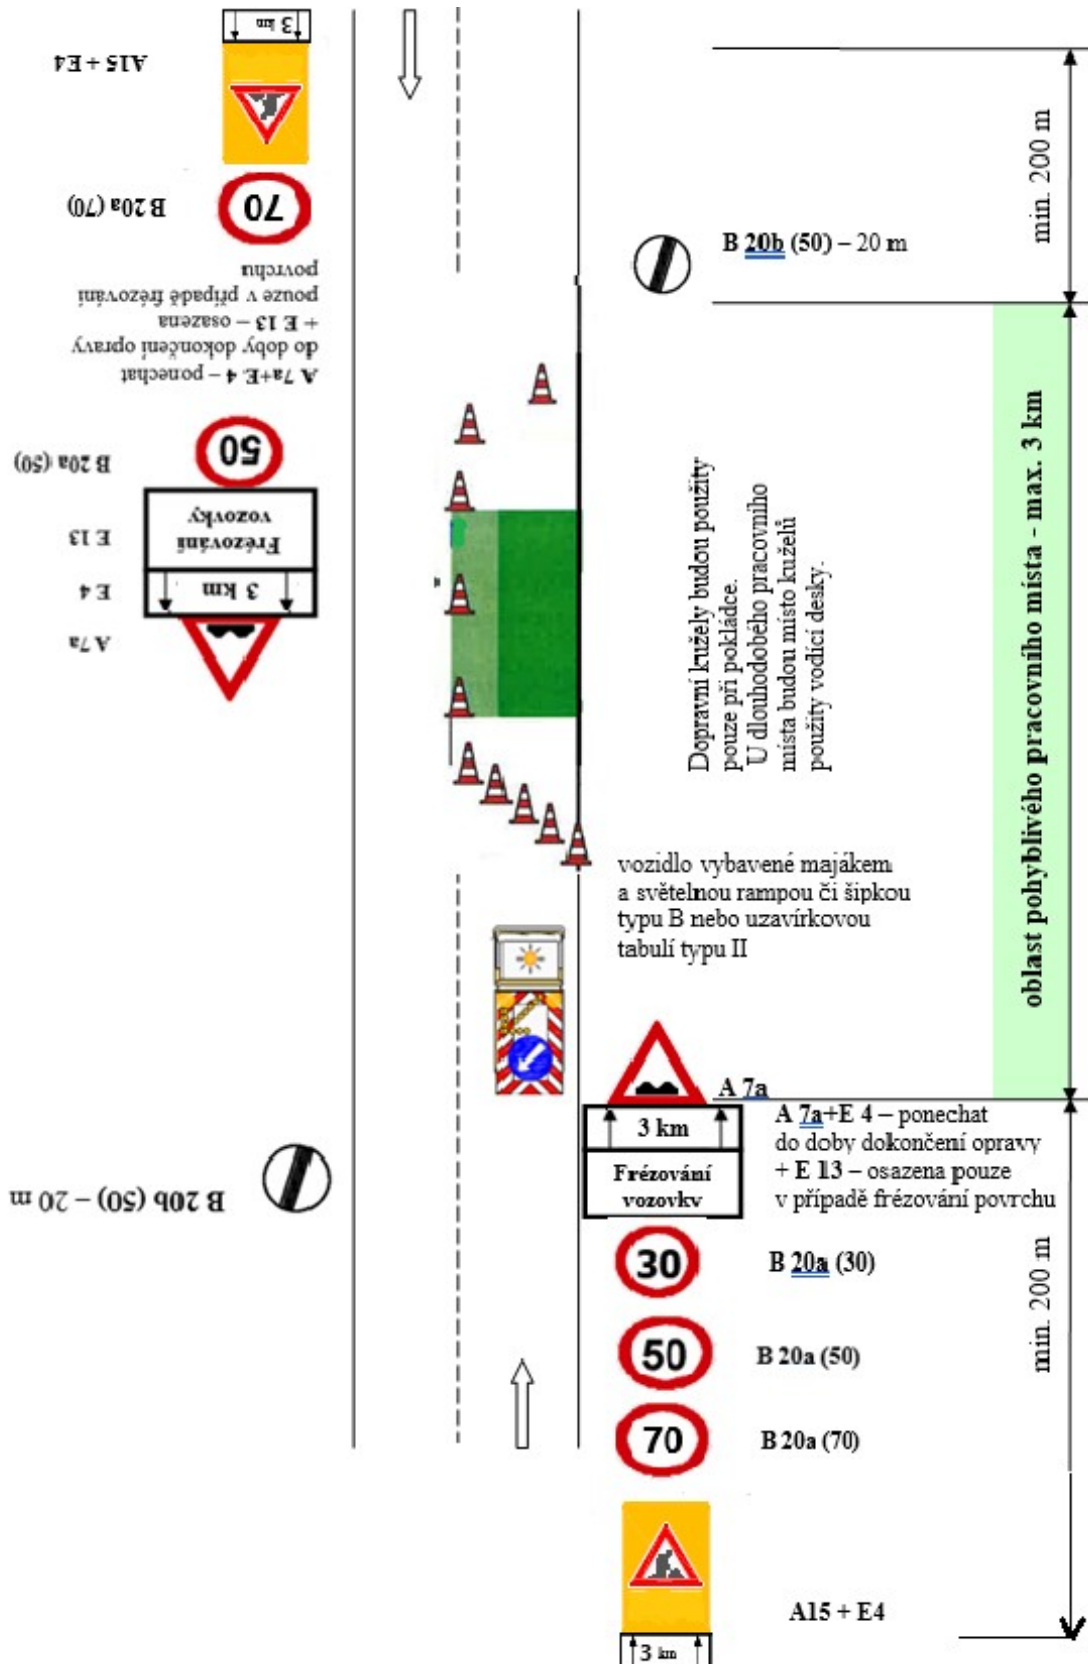 3 km
A15 + E4
70
B 20a (70)
A 7a+E. 4 – ponechat
do doby dokončení opravy
+ E 13 – osazena
pouze v případě frézování
povrchu
50
B 20a (50)
Frézování
vozovky
E 13
3 km
E 4
A 7a
B 20b (50) – 20 m
min. 200 m
B 20b (50) – 20 m
oblast pohyblivého pracovního místa - max. 3 km
Dopravní kužely budou použity
pouze při pokládce.
U dlouhodobého pracovního
místa budou místo kuželů
použity vodící desky.
vozidlo vybavené majákem
a světelnou rampou či šipkou
typu B nebo uzavírkovou
tabulí typu II
A 7a
3 km
Frézování
vozovky
A 7a+E 4 – ponechat
do doby dokončení opravy
+ E 13 – osazena pouze
v případě frézování povrchu
30
B 20a (30)
50
B 20a (50)
70
B 20a (70)
min. 200 m
A15 + E4
3 km